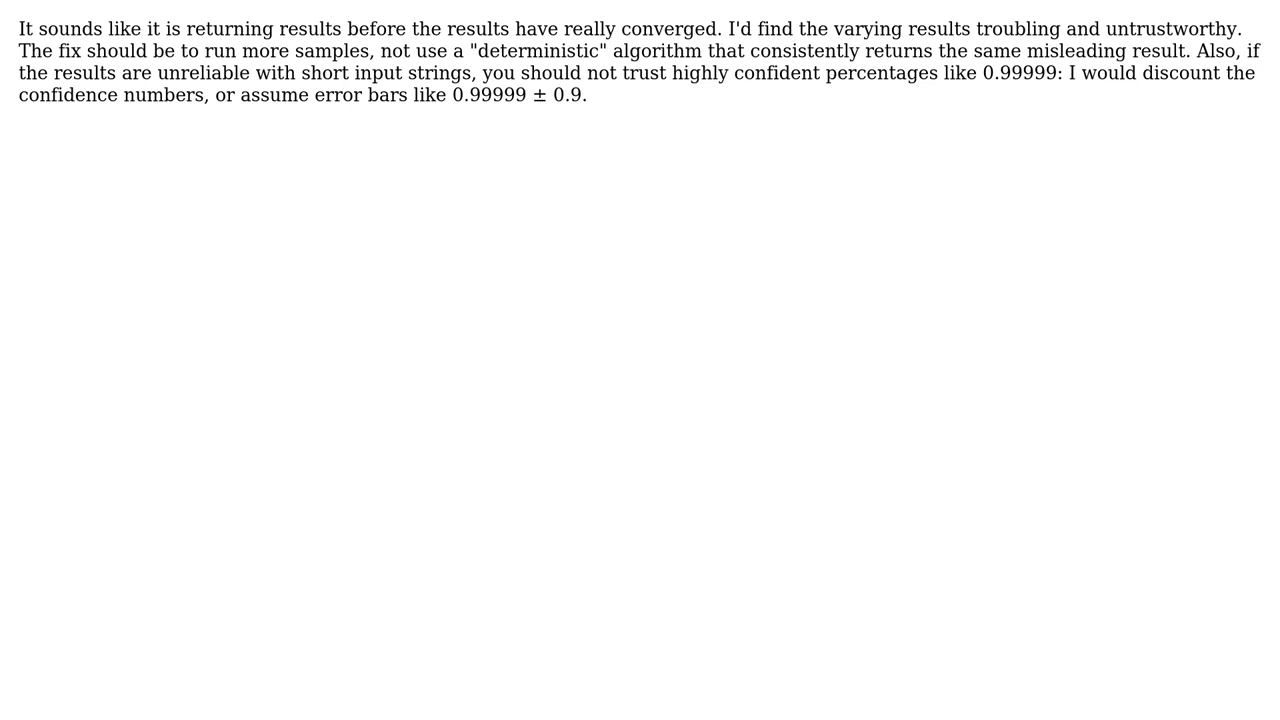 It sounds like it is returning results before the results have really converged. I'd find the varying results troubling and untrustworthy.
The fix should be to run more samples, not use a "deterministic" algorithm that consistently returns the same misleading result. Also, if
the results are unreliable with short input strings, you should not trust highly confident percentages like 0.99999: I would discount the
confidence numbers, or assume error bars like 0.99999 ± 0.9.